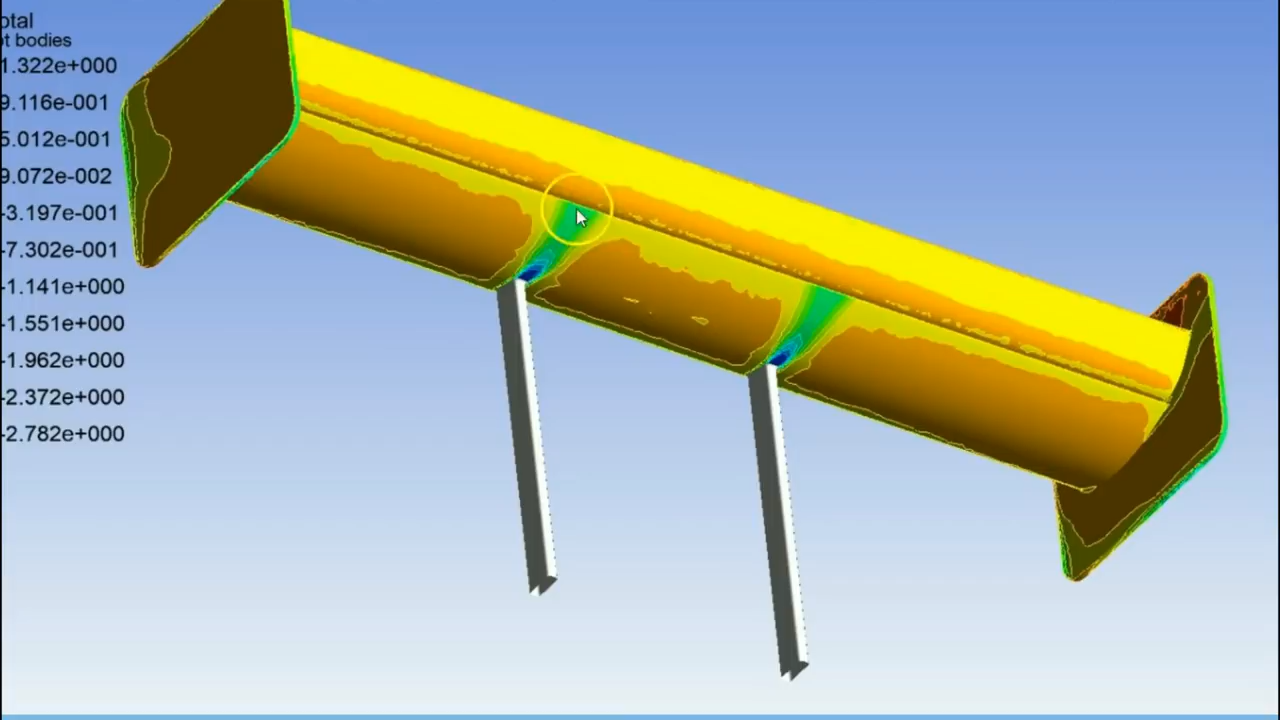 otal
ot bodies
1.322e+000
9.116e-001
5.012e-001
9.072e-002
-3.197e-001
-7.302e-001
-1.141e+000
-1.551e+000
-1.962e+000
-2.372e+000
-2.782e+000